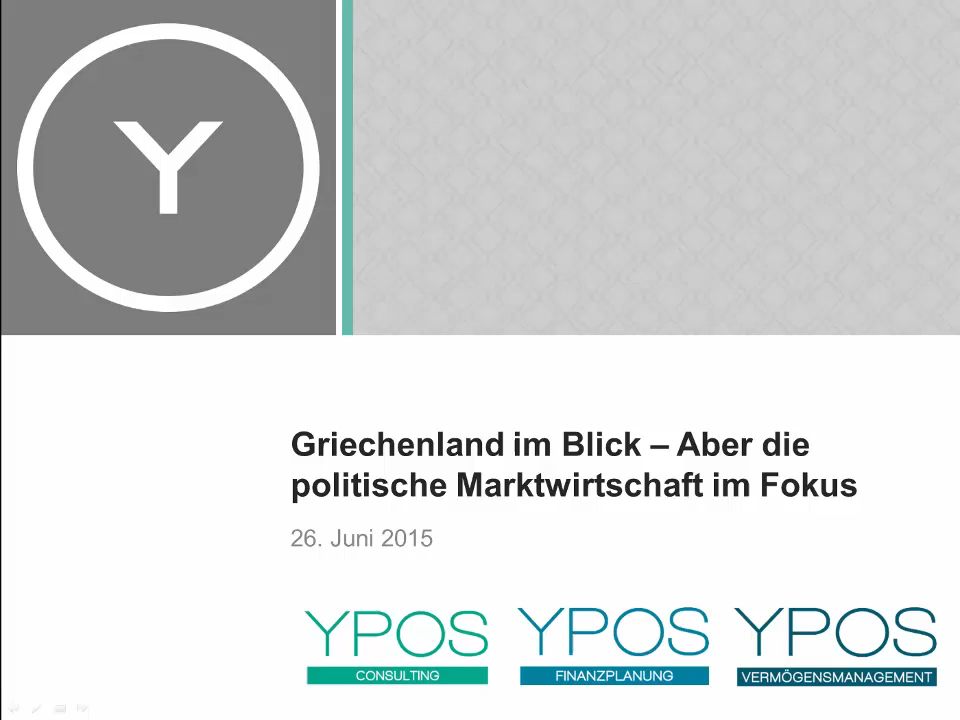 Y
Griechenland im Blick – Aber die
politische Marktwirtschaft im Fokus
26. Juni 2015
YPOS YPOS YPOS
CONSULTING FINANZPLANUNG VERMÖGENSMANAGEMENT